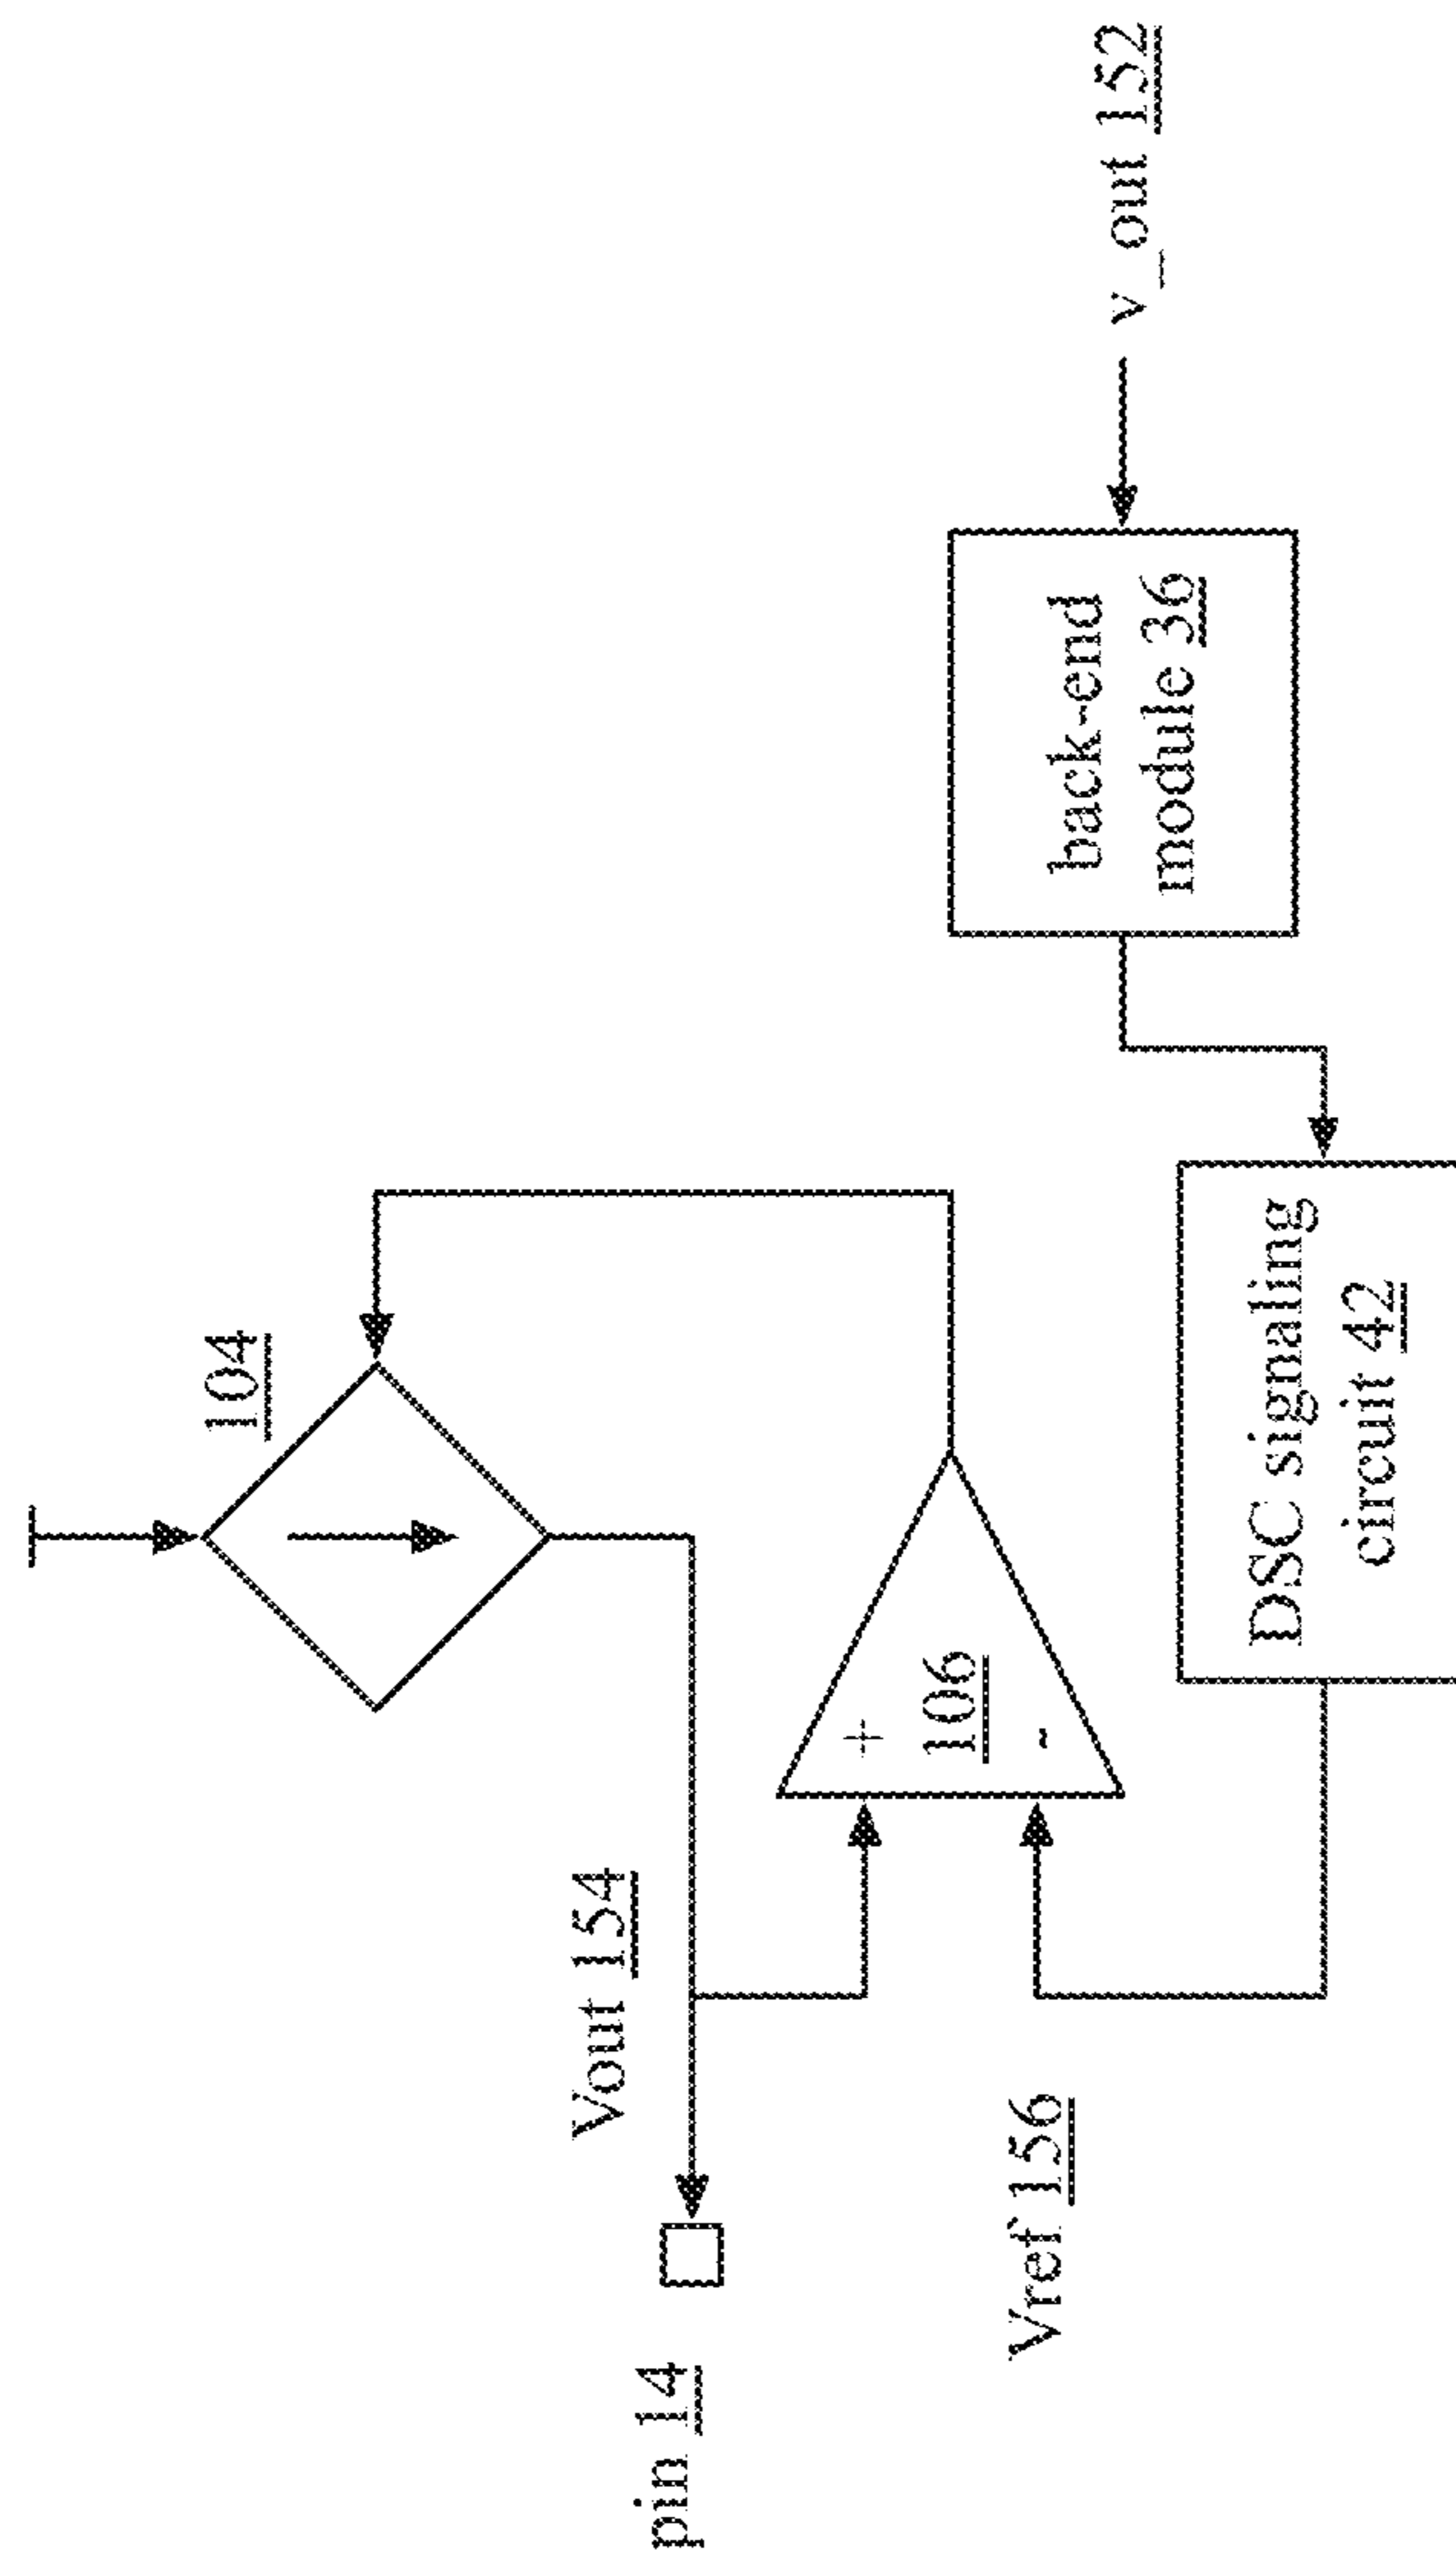 104
Vout 154
pin 14
+
106
-
Vref 156
v_out 152
back-end
module 36
DSC signaling
circuit 42